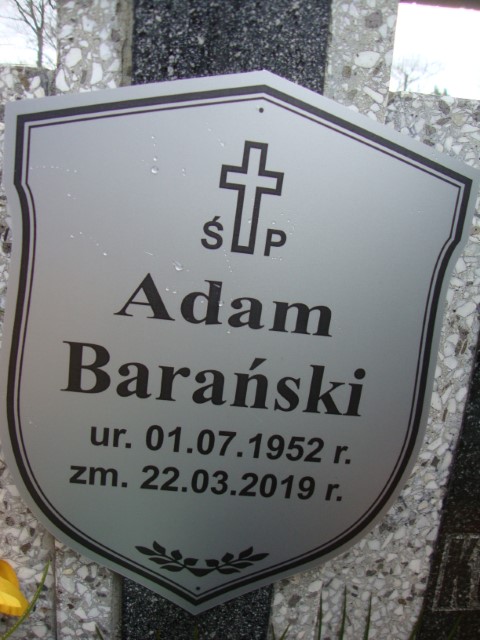 Ś P
Adam
Barański
ur. 01.07.1952 r.
zm. 22.03.2019 r.